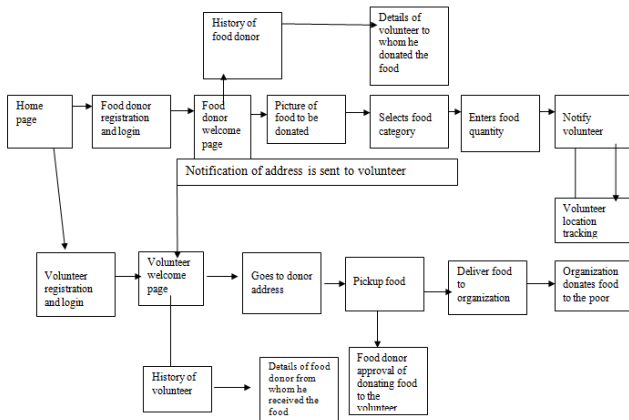 History of
food donor
Details of
volunteer to
whom he
donated the
food
Home
page
Food donor
registration
and login
Food
donor
welcome
page
Picture of
food to be
donated
Selects food
category
Enters food
quantity
Notify
volunteer
Notification of address is sent to volunteer
Volunteer
location
tracking
Volunteer
registration
and login
Volunteer
welcome
page
Goes to donor
address
Pickup food
Deliver food
to
organization
Organization
donates food
to the poor
History of
volunteer
Details of food
donor from
whom he
received the
food
Food donor
approval of
donating food
to the
volunteer